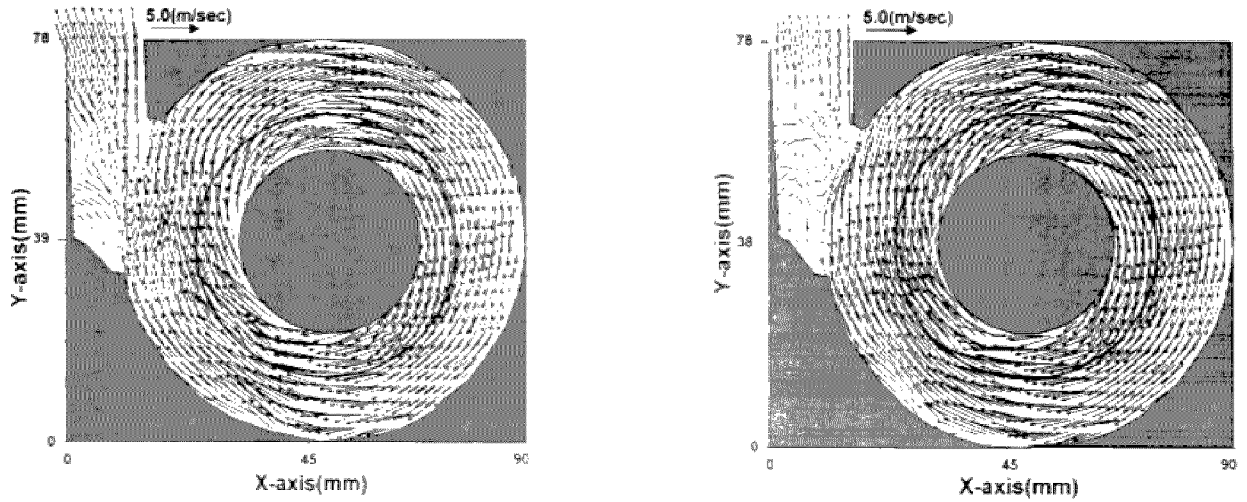 5.0(m/sec)
78
39
0
0 45 90
Y-axis(mm)
X-axis(mm)
5.0(m/sec)
78
38
0
0 45 90
Y-axis(mm)
X-axis(mm)